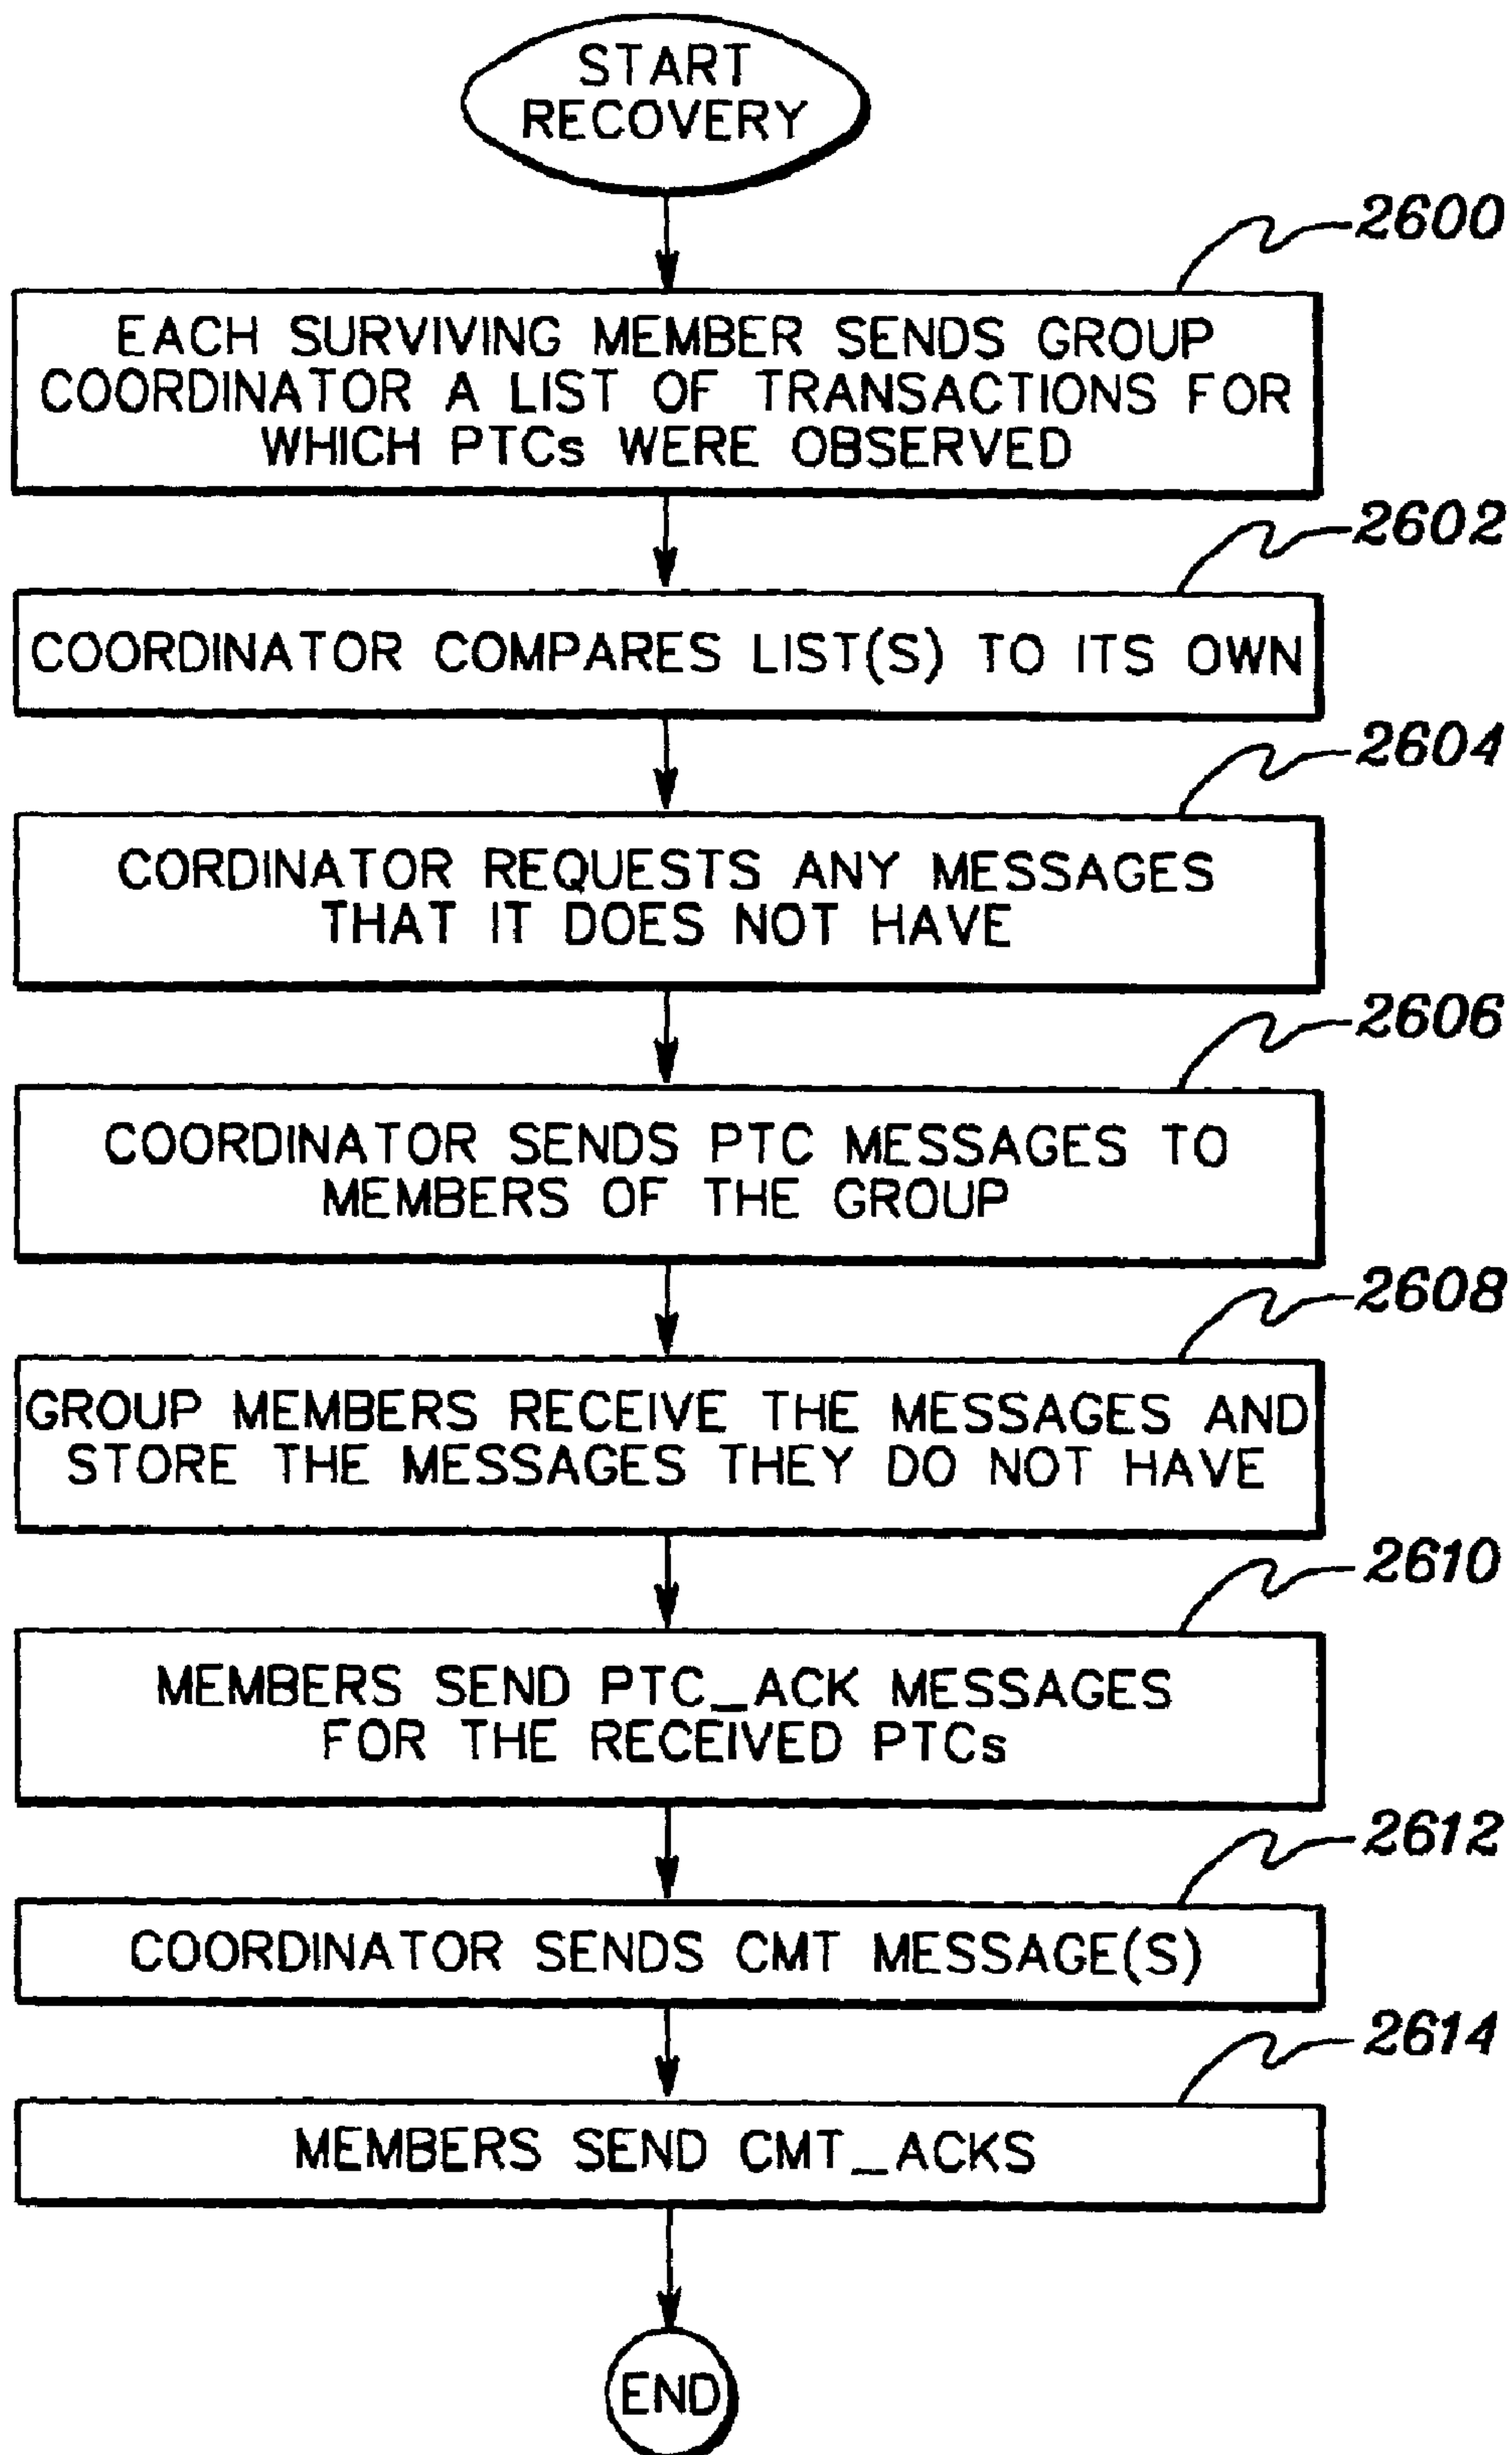 START
RECOVERY
2600
EACH SURVIVING MEMBER SENDS GROUP
COORDINATOR A LIST OF TRANSACTIONS FOR
WHICH PTCs WERE OBSERVED
2602
COORDINATOR COMPARES LIST(S) TO ITS OWN
2604
CORDINATOR REQUESTS ANY MESSAGES
THAT IT DOES NOT HAVE
2606
COORDINATOR SENDS PTC MESSAGES TO
MEMBERS OF THE GROUP
2608
GROUP MEMBERS RECEIVE THE MESSAGES AND
STORE THE MESSAGES THEY DO NOT HAVE
2610
MEMBERS SEND PTC_ACK MESSAGES
FOR THE RECEIVED PTCs
2612
COORDINATOR SENDS CMT MESSAGE(S)
2614
MEMBERS SEND CMT_ACKS
END